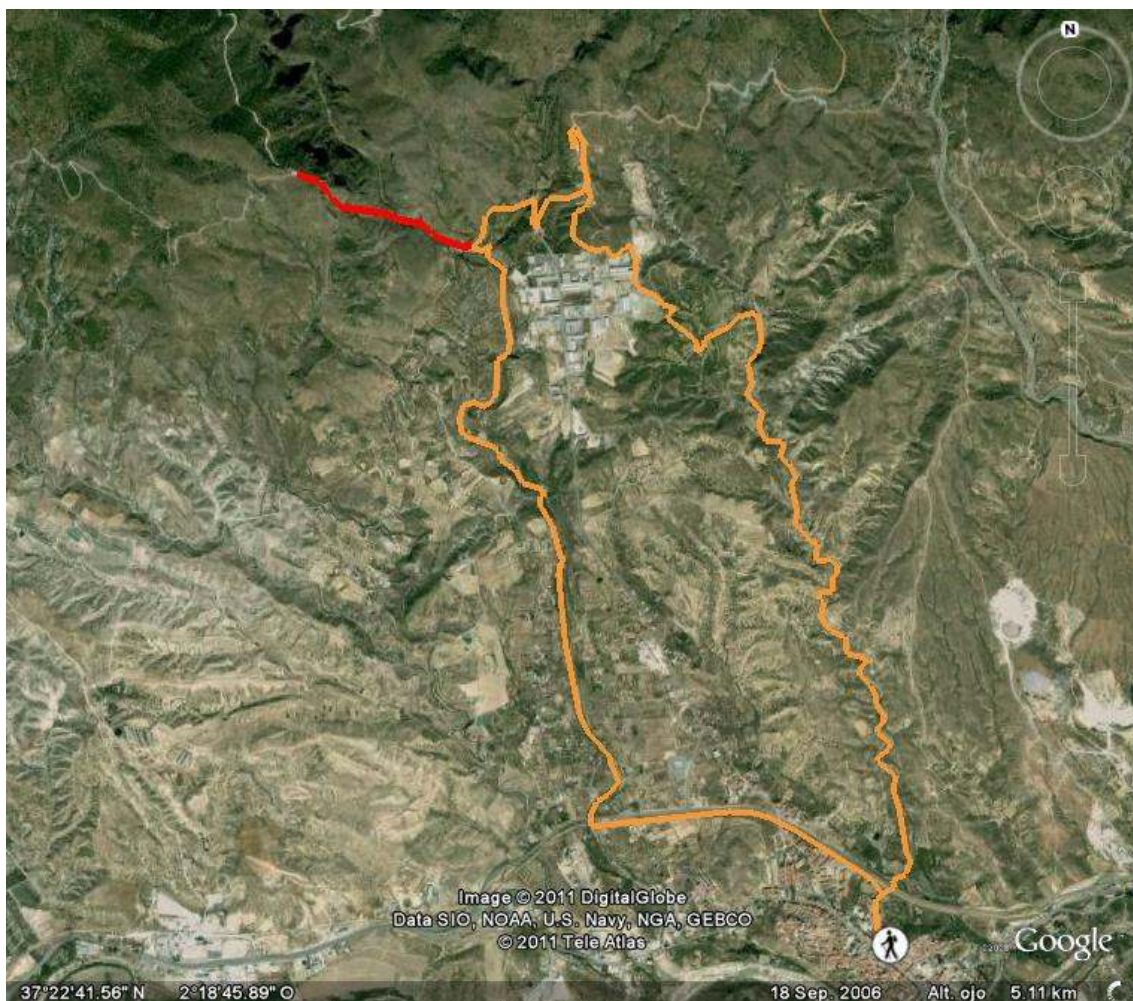 N
Image © 2011 DigitalGlobe
Data SIO, NOAA, U.S. Navy, NGA, GEBCO
© 2011 Tele Atlas
Google
37°22'41.56" N 2°18'45.89" O 18 Sep. 2006 Alt. ojo 5.11 km